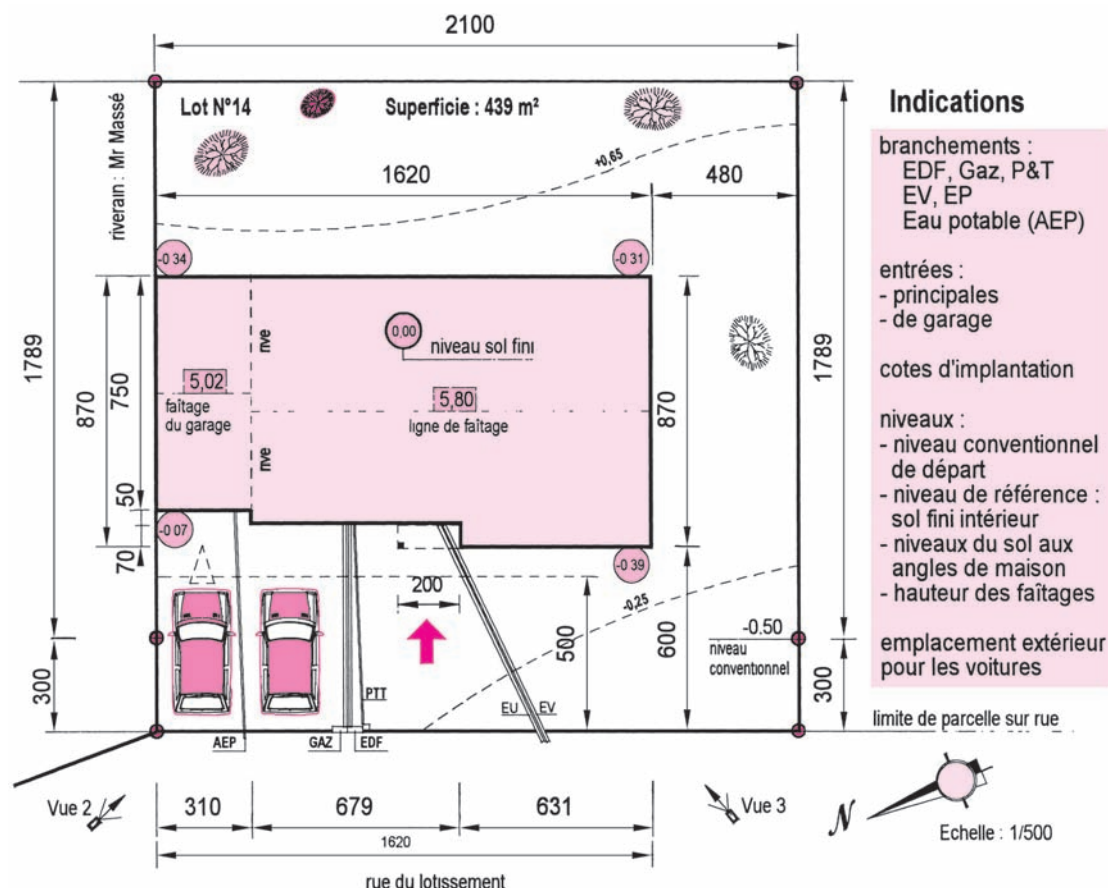 2100
Lot N°14
Superficie : 439 m²
riverain : Mr Massé
+0,65
1620
480
-0 34
-0 31
1789
870
750
50
70
300
0,00
niveau sol fini
rive
rive
5,02
faîtage
du garage
5,80
ligne de faîtage
870
1789
-0 07
-0 39
200
-0,25
500
600
-0.50
niveau
conventionnel
300
PTT
EU
EV
AEP
GAZ
EDF
Vue 2
310
679
631
Vue 3
1620
rue du lotissement
Indications
branchements :
EDF, Gaz, P&T
EV, EP
Eau potable (AEP)
entrées :
- principales
- de garage
cotes d'implantation
niveaux :
- niveau conventionnel
de départ
- niveau de référence :
sol fini intérieur
- niveaux du sol aux
angles de maison
- hauteur des faîtages
emplacement extérieur
pour les voitures
limite de parcelle sur rue
N
Echelle : 1/500